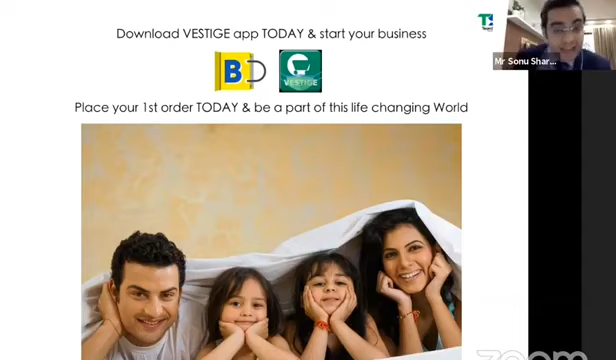 Download VESTIGE app TODAY & start your business
B
VESTIGE
Place your 1st order TODAY & be a part of this life changing World
Mr Sonu Shar...
zoom